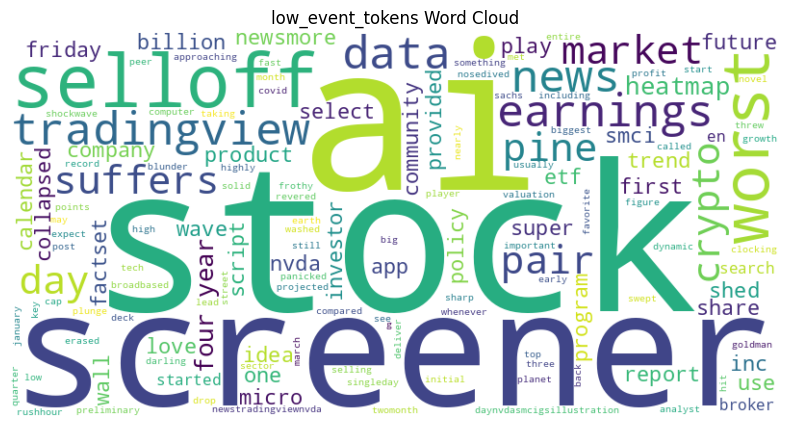 low_event_tokens Word Cloud
friday
billion
newsmore
data
something
entire
met
approaching
peer
fast
month
covid
nosedived
play
market
future
selloff
ai
news
including
sachs
profit
start
novel
shockwave
computer
taking
select
community
provided
nearly
earnings
biggest
heatmap
worst
tradingview
record
blunder
highly
usually
called
threw
growth
company
product
pine
smci
en
calendar
collapsed
suffers
solid
frothy
revered
player
valuation
etf
trend
first
favorite
crypto
points
may
expect
post
high
wave
script
earth
washed
still
big
investor
policy
super
important
early
figure
share
dynamic
clocking
search
day
factset
tech
broadbased
four year
street
lead
nvda
panicked
projected
app
pair
stock
shed
swept
january
key
cap
plunge
deck
erased
compared
see
whenever
sharp
program
back
top
three
planet
goldman
screener
love
darling
idea
sector
march
deliver
inc
quarter
low
wall
started
one
selling
singleday
initial
report
use
hit
rushhour
preliminary
drop
micro
newstradingviewnvda
twomonth
daynvdasmcigsillustration
analyst
broker